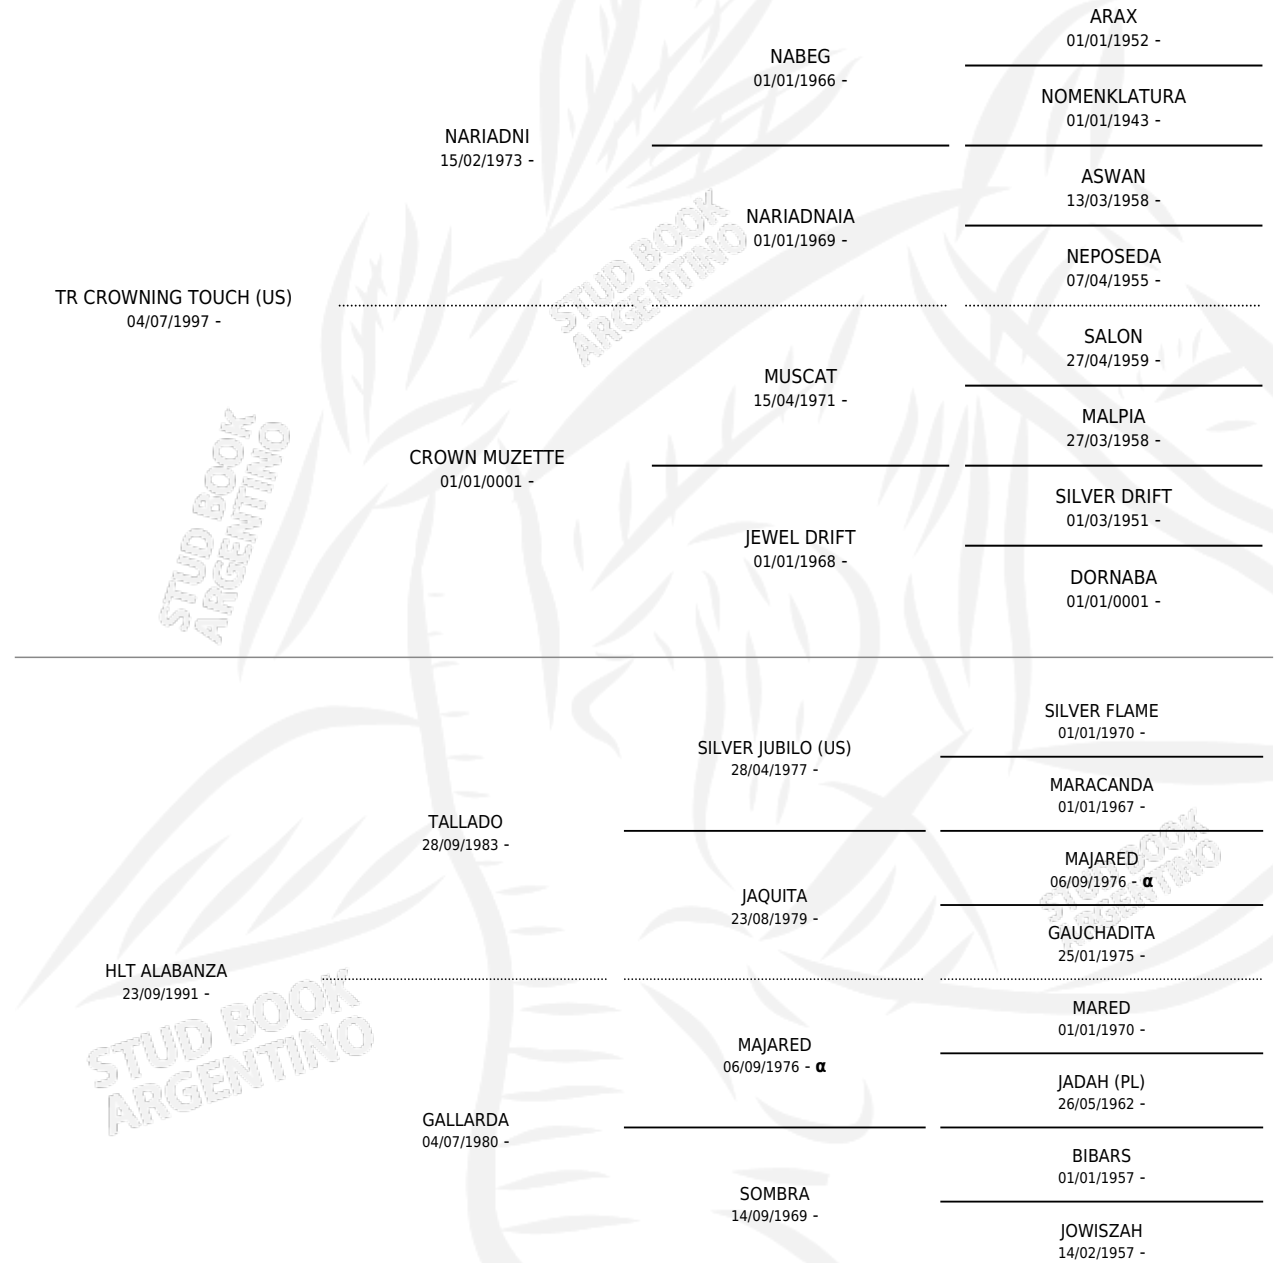 ARAX
01/01/1952 -
NABEG
01/01/1966 -
NOMENKLATURA
01/01/1943 -
NARIADNI
15/02/1973 -
ASWAN
13/03/1958 -
NARIADNAIA
01/01/1969 -
NEPOSEDA
07/04/1955 -
TR CROWNING TOUCH (US)
04/07/1997 -
SALON
27/04/1959 -
MUSCAT
15/04/1971 -
MALPIA
27/03/1958 -
CROWN MUZETTE
01/01/0001 -
SILVER DRIFT
01/03/1951 -
JEWEL DRIFT
01/01/1968 -
DORNABA
01/01/0001 -
STUD BOOK
ARGENTINO
STUD BOOK
ARGENTINO
SILVER FLAME
01/01/1970 -
SILVER JUBILO (US)
28/04/1977 -
MARACANDA
01/01/1967 -
TALLADO
28/09/1983 -
MAJARED
06/09/1976 - α
JAQUITA
23/08/1979 -
GAUCHADITA
25/01/1975 -
HLT ALABANZA
23/09/1991 -
MARED
01/01/1970 -
MAJARED
06/09/1976 - α
JADAH (PL)
26/05/1962 -
GALLARDA
04/07/1980 -
BIBARS
01/01/1957 -
SOMBRA
14/09/1969 -
JOWISZAH
14/02/1957 -
STUD BOOK
ARGENTINO
STUD BOOK
ARGENTINO